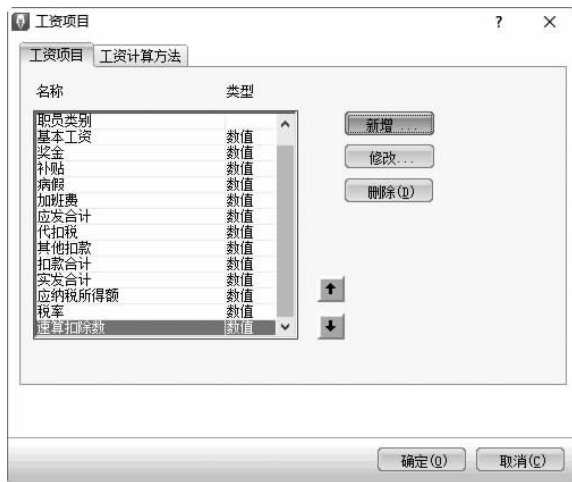 工资项目 ? ×
工资项目 工资计算方法
名称 类型
职员类别
基本工资 数值
奖金 数值
补贴 数值
病假 数值
加班费 数值
应发合计 数值
代扣税 数值
其他扣款 数值
扣款合计 数值
实发合计 数值
应纳税所得额 数值
税率 数值
速算扣除数 数值
新增...
修改...
删除(D)
确定(O) 取消(C)